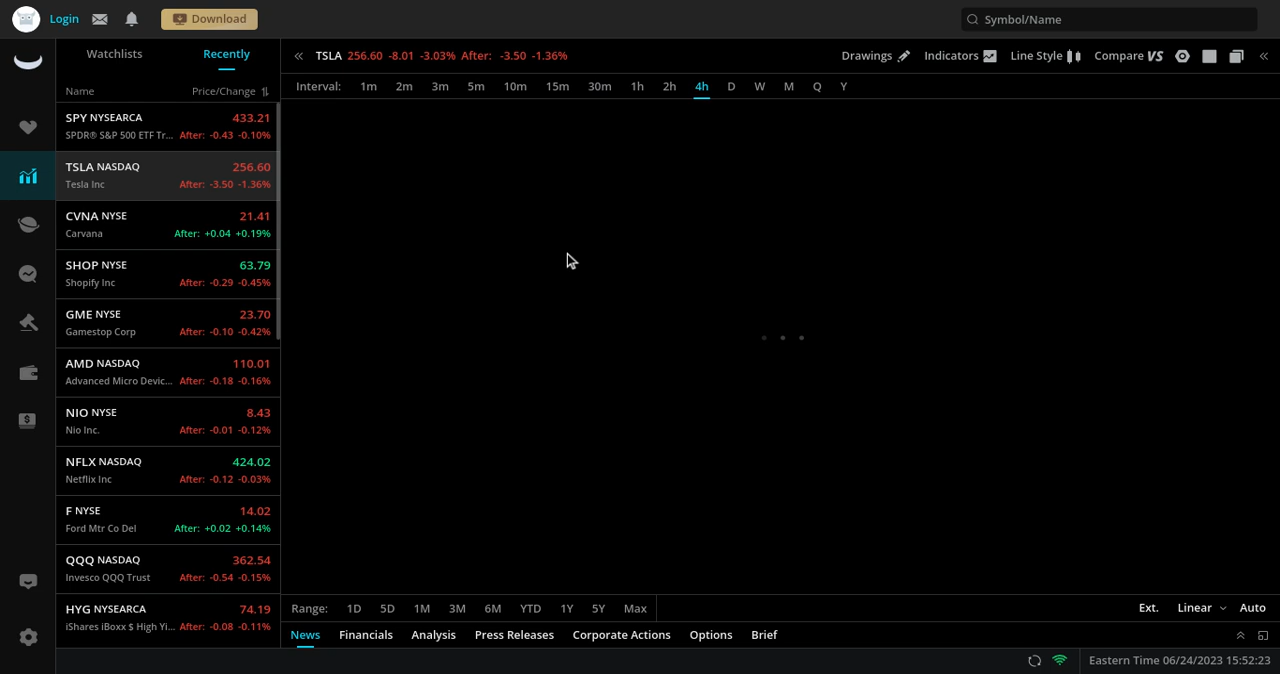 Login
Download
Symbol/Name
Watchlists Recently
Name Price/Change
SPY NYSEARCA 433.21
SPDR® S&P 500 ETF Tr... After: -0.43 -0.10%
TSLA NASDAQ 256.60
Tesla Inc After: -3.50 -1.36%
CVNA NYSE 21.41
Carvana After: +0.04 +0.19%
SHOP NYSE 63.79
Shopify Inc After: -0.29 -0.45%
GME NYSE 23.70
Gamestop Corp After: -0.10 -0.42%
AMD NASDAQ 110.01
Advanced Micro Devic... After: -0.18 -0.16%
NIO NYSE 8.43
Nio Inc. After: -0.01 -0.12%
NFLX NASDAQ 424.02
Netflix Inc After: -0.12 -0.03%
F NYSE 14.02
Ford Mtr Co Del After: +0.02 +0.14%
QQQ NASDAQ 362.54
Invesco QQQ Trust After: -0.54 -0.15%
HYG NYSEARCA 74.19
iShares iBoxx $ High Yi... After: -0.08 -0.11%
TSLA 256.60 -8.01 -3.03% After: -3.50 -1.36%
Drawings Indicators Line Style Compare VS
Interval: 1m 2m 3m 5m 10m 15m 30m 1h 2h 4h D W M Q Y
Range: 1D 5D 1M 3M 6M YTD 1Y 5Y Max
Ext. Linear Auto
News Financials Analysis Press Releases Corporate Actions Options Brief
Eastern Time 06/24/2023 15:52:23